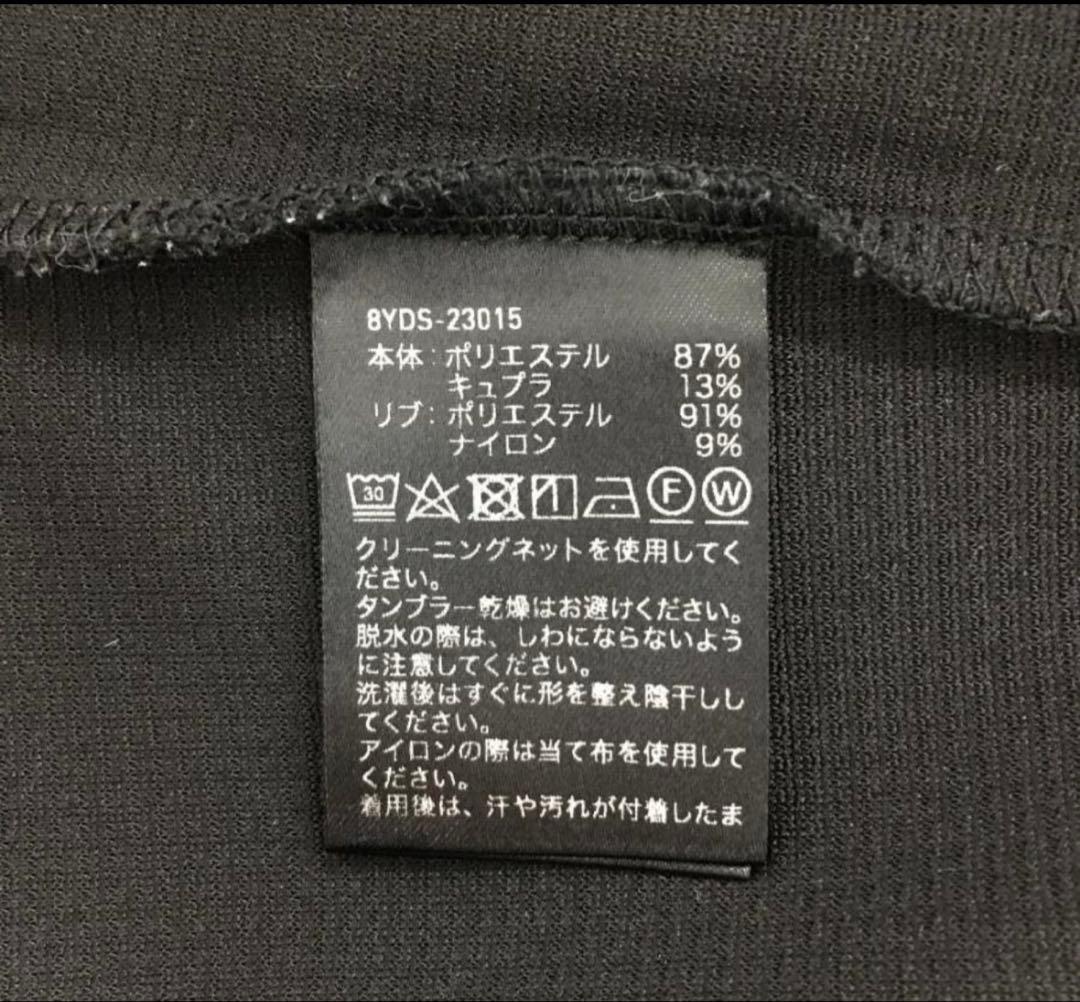 8YDS-23015
本体:ポリエステル 87%
キュプラ 13%
リブ:ポリエステル 91%
ナイロン 9%
30 F W
クリーニングネットを使用してく
ださい。
タンブラー乾燥はお避けください。
脱水の際は、しわにならないよう
に注意してください。
洗濯後はすぐに形を整え陰干しし
てください。
アイロンの際は当て布を使用して
ください。
着用後は、汗や汚れが付着したま